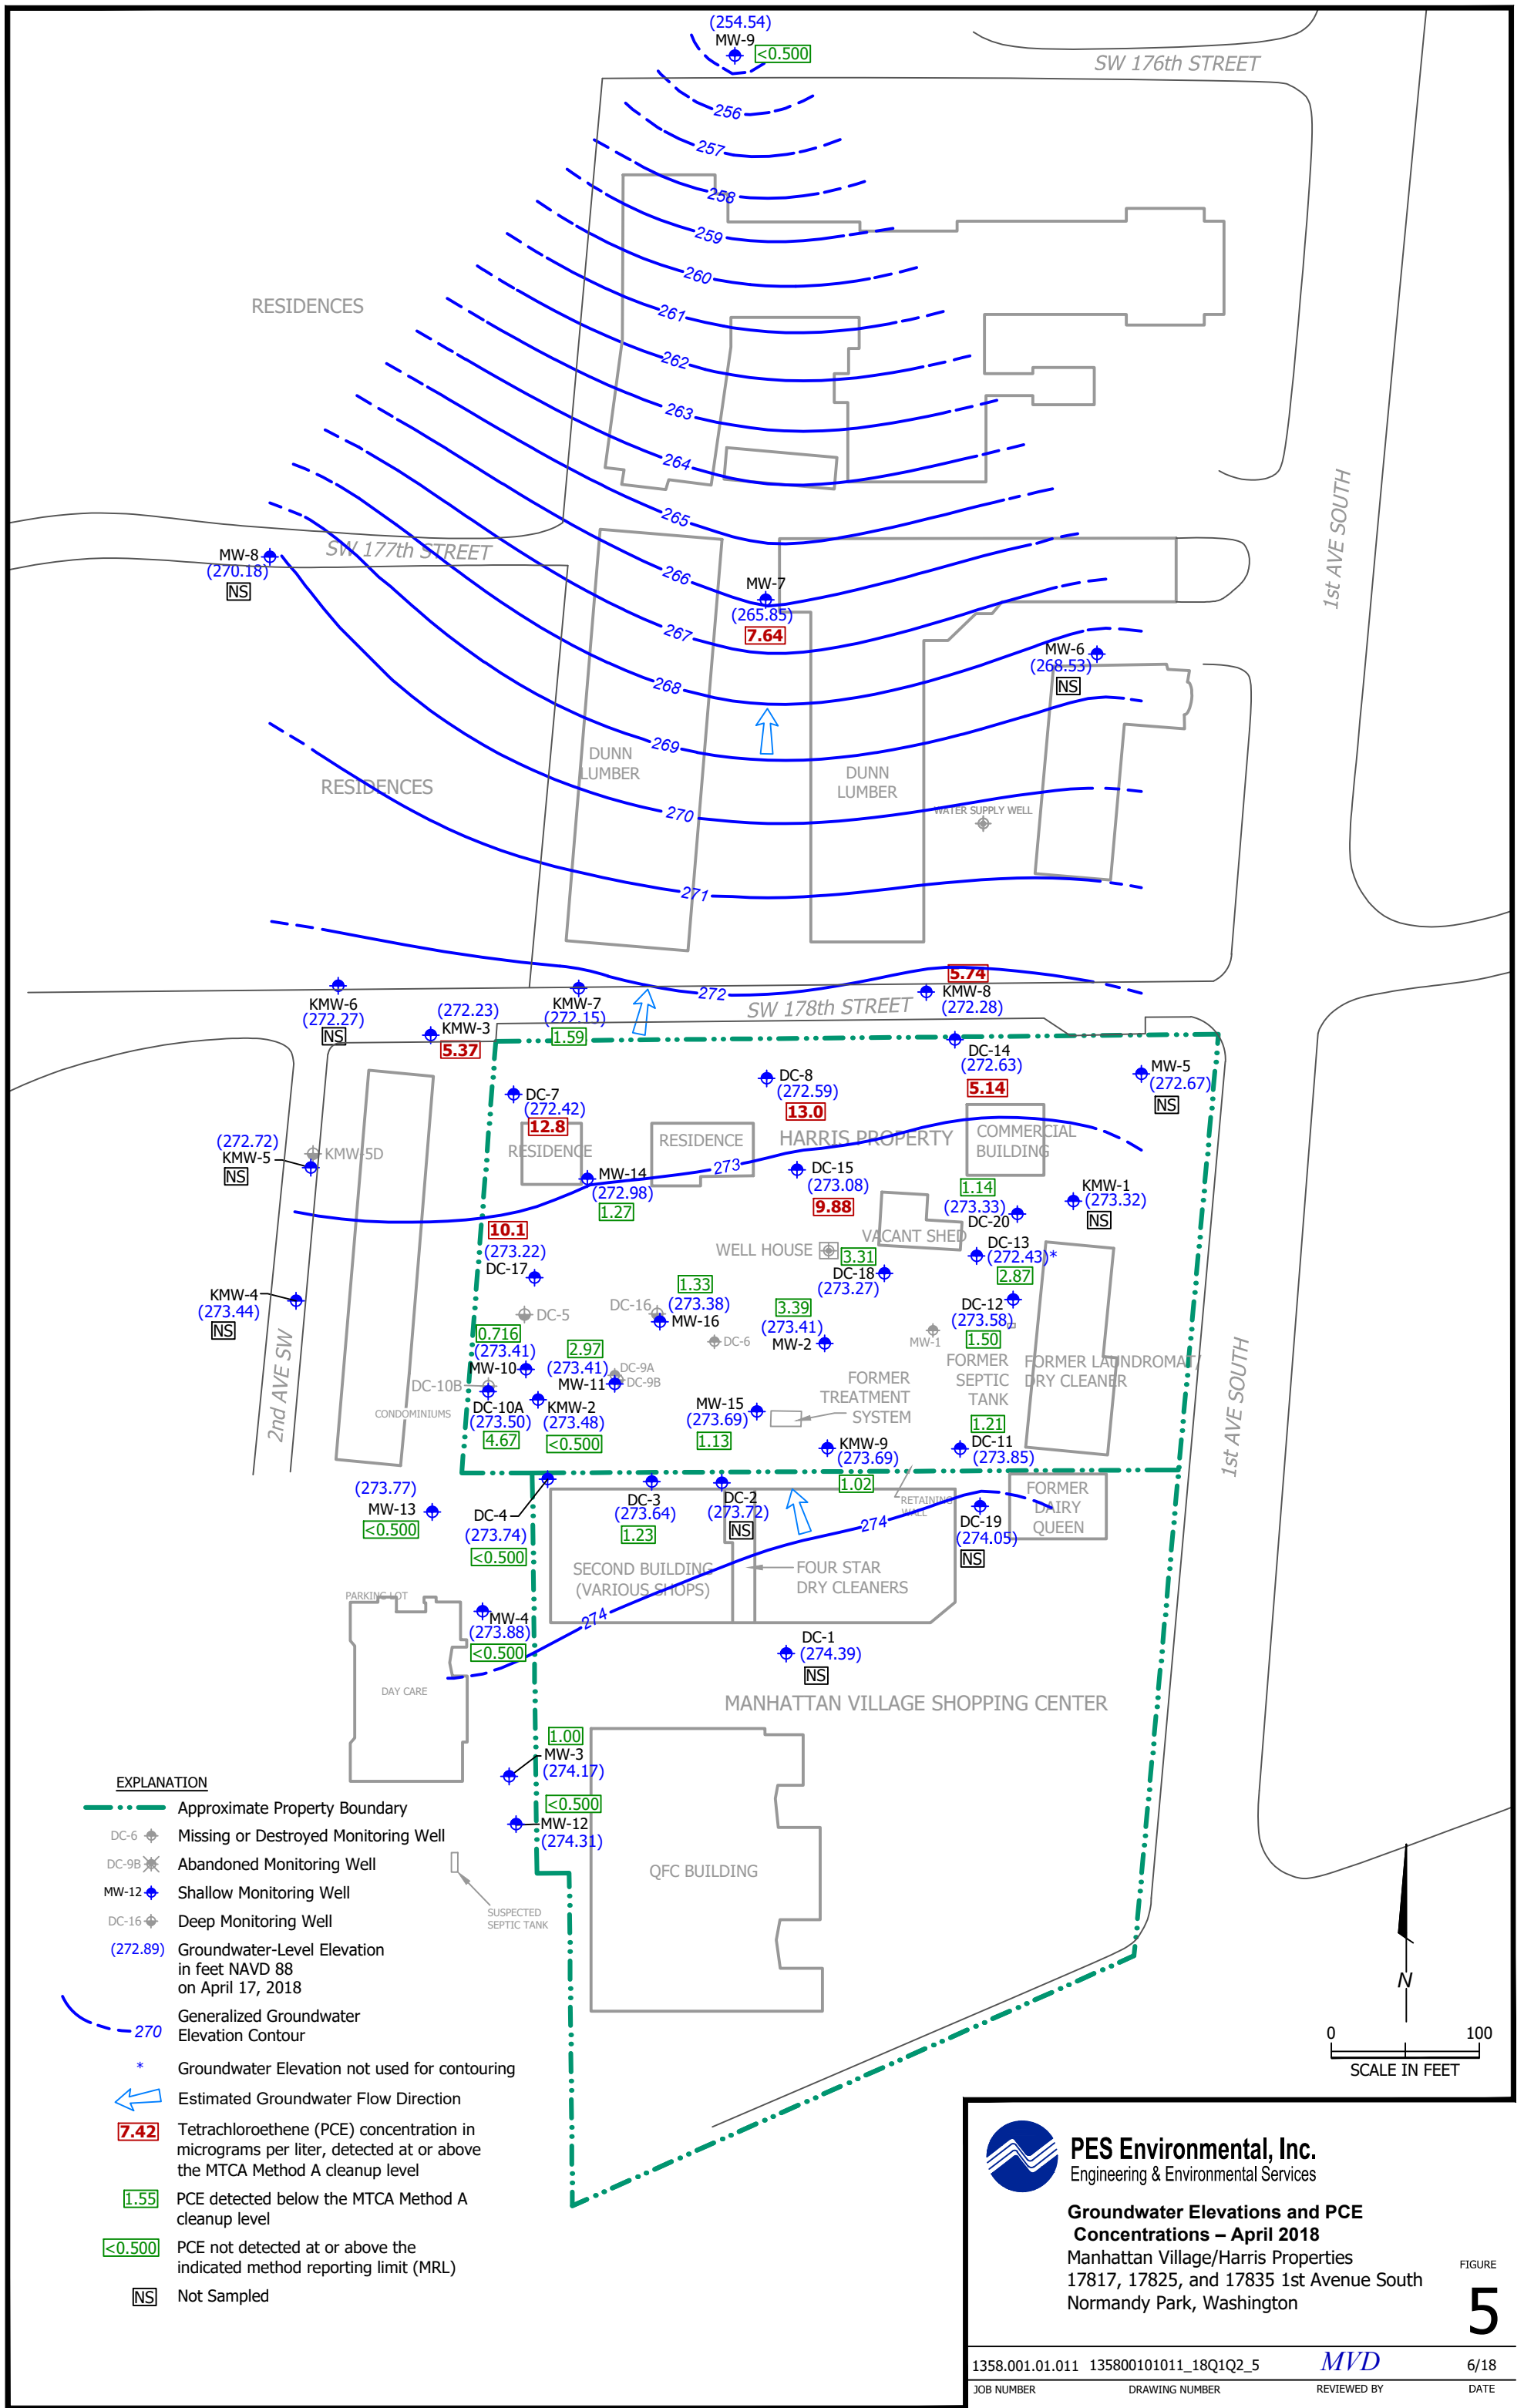 (254.54)
MW-9
<0.500
SW 176th STREET
256
257
258
259
260
261
262
263
264
265
266
267
268
269
270
271
272
RESIDENCES
1st AVE SOUTH
SW 177th STREET
MW-8
(270.18)
NS
MW-7
(265.85)
7.64
MW-6
(268.53)
NS
DUNN
LUMBER
DUNN
LUMBER
RESIDENCES
WATER SUPPLY WELL
KMW-6
(272.27)
NS
(272.23)
KMW-3
5.37
KMW-7
(272.15)
1.59
SW 178th STREET
5.74
KMW-8
(272.28)
DC-14
(272.63)
5.14
MW-5
(272.67)
NS
DC-7
(272.42)
12.8
RESIDENCE
DC-8
(272.59)
13.0
RESIDENCE
HARRIS PROPERTY
COMMERCIAL
BUILDING
(272.72)
KMW-5
NS
KMW-5D
273
MW-14
(272.98)
1.27
DC-15
(273.08)
9.88
1.14
(273.33)
DC-20
KMW-1
(273.32)
NS
VACANT SHED
10.1
(273.22)
DC-17
WELL HOUSE
3.31
DC-18
(273.27)
DC-13
(272.43)*
2.87
KMW-4
(273.44)
NS
DC-5
DC-16
1.33
(273.38)
MW-16
DC-6
3.39
(273.41)
MW-2
MW-1
DC-12
(273.58)
1.50
0.716
(273.41)
MW-10
2.97
(273.41)
MW-11
DC-9A
DC-9B
DC-10B
DC-10A
(273.50)
4.67
KMW-2
(273.48)
<0.500
MW-15
(273.69)
1.13
FORMER
TREATMENT
SYSTEM
FORMER
SEPTIC
TANK
FORMER LAUNDROMAT/
DRY CLEANER
CONDOMINIUMS
2nd AVE SW
KMW-9
(273.69)
1.02
1.21
DC-11
(273.85)
1st AVE SOUTH
(273.77)
MW-13
<0.500
DC-4
(273.74)
<0.500
DC-3
(273.64)
1.23
DC-2
(273.72)
NS
RETAINING
WALL
274
DC-19
(274.05)
NS
FORMER
DAIRY
QUEEN
SECOND BUILDING
(VARIOUS SHOPS)
FOUR STAR
DRY CLEANERS
274
PARKING LOT
MW-4
(273.88)
<0.500
DC-1
(274.39)
NS
DAY CARE
MANHATTAN VILLAGE SHOPPING CENTER
1.00
MW-3
(274.17)
<0.500
MW-12
(274.31)
QFC BUILDING
SUSPECTED
SEPTIC TANK
EXPLANATION
Approximate Property Boundary
DC-6 Missing or Destroyed Monitoring Well
DC-9B Abandoned Monitoring Well
MW-12 Shallow Monitoring Well
DC-16 Deep Monitoring Well
(272.89) Groundwater-Level Elevation
in feet NAVD 88
on April 17, 2018
Generalized Groundwater
270 Elevation Contour
* Groundwater Elevation not used for contouring
Estimated Groundwater Flow Direction
7.42 Tetrachloroethene (PCE) concentration in
micrograms per liter, detected at or above
the MTCA Method A cleanup level
1.55 PCE detected below the MTCA Method A
cleanup level
<0.500 PCE not detected at or above the
indicated method reporting limit (MRL)
NS Not Sampled
N
0 100
SCALE IN FEET
PES Environmental, Inc.
Engineering & Environmental Services
Groundwater Elevations and PCE
Concentrations – April 2018
Manhattan Village/Harris Properties
17817, 17825, and 17835 1st Avenue South
Normandy Park, Washington
FIGURE
5
1358.001.01.011 135800101011_18Q1Q2_5 MVD 6/18
JOB NUMBER DRAWING NUMBER REVIEWED BY DATE